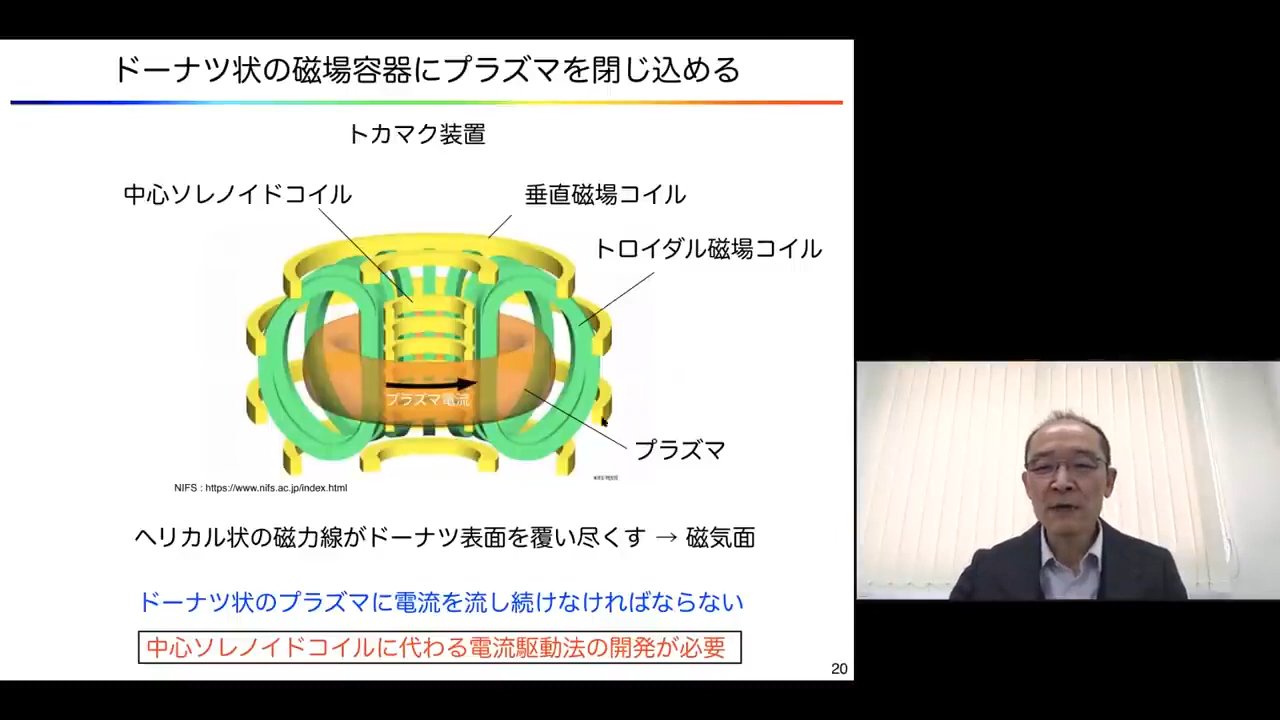 ドーナツ状の磁場容器にプラズマを閉じ込める
トカマク装置
中心ソレノイドコイル
垂直磁場コイル
トロイダル磁場コイル
プラズマ電流
プラズマ
NIFS : https://www.nifs.ac.jp/index.html
ヘリカル状の磁力線がドーナツ表面を覆い尽くす → 磁気面
ドーナツ状のプラズマに電流を流し続けなければならない
中心ソレノイドコイルに代わる電流駆動法の開発が必要
20